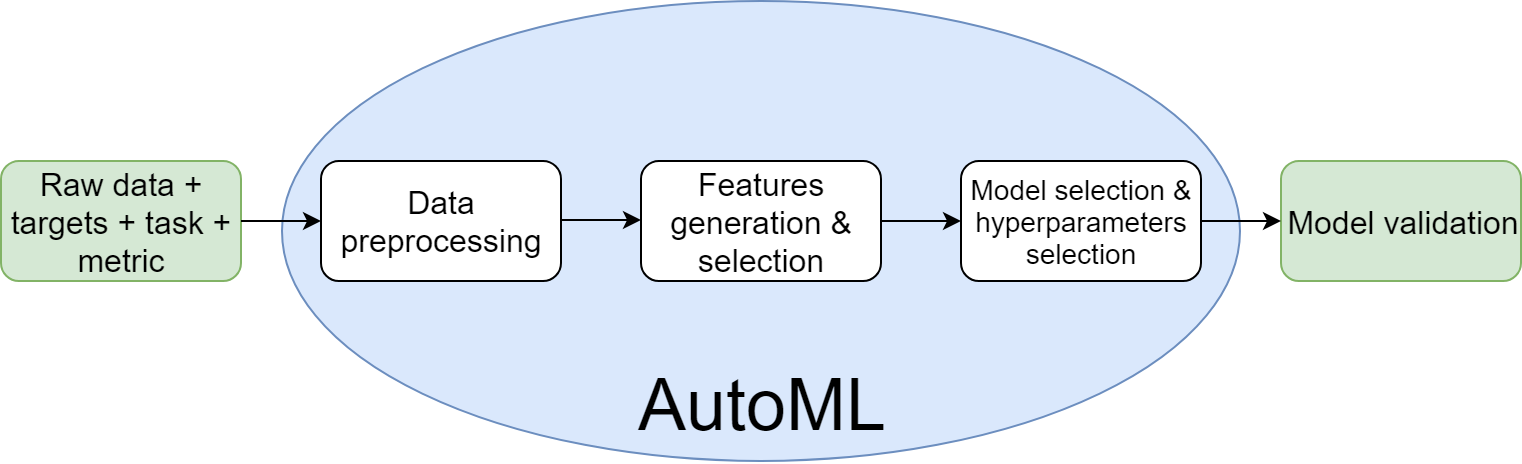 Raw data +
targets + task +
metric
Data
preprocessing
Features
generation &
selection
Model selection &
hyperparameters
selection
Model validation
AutoML